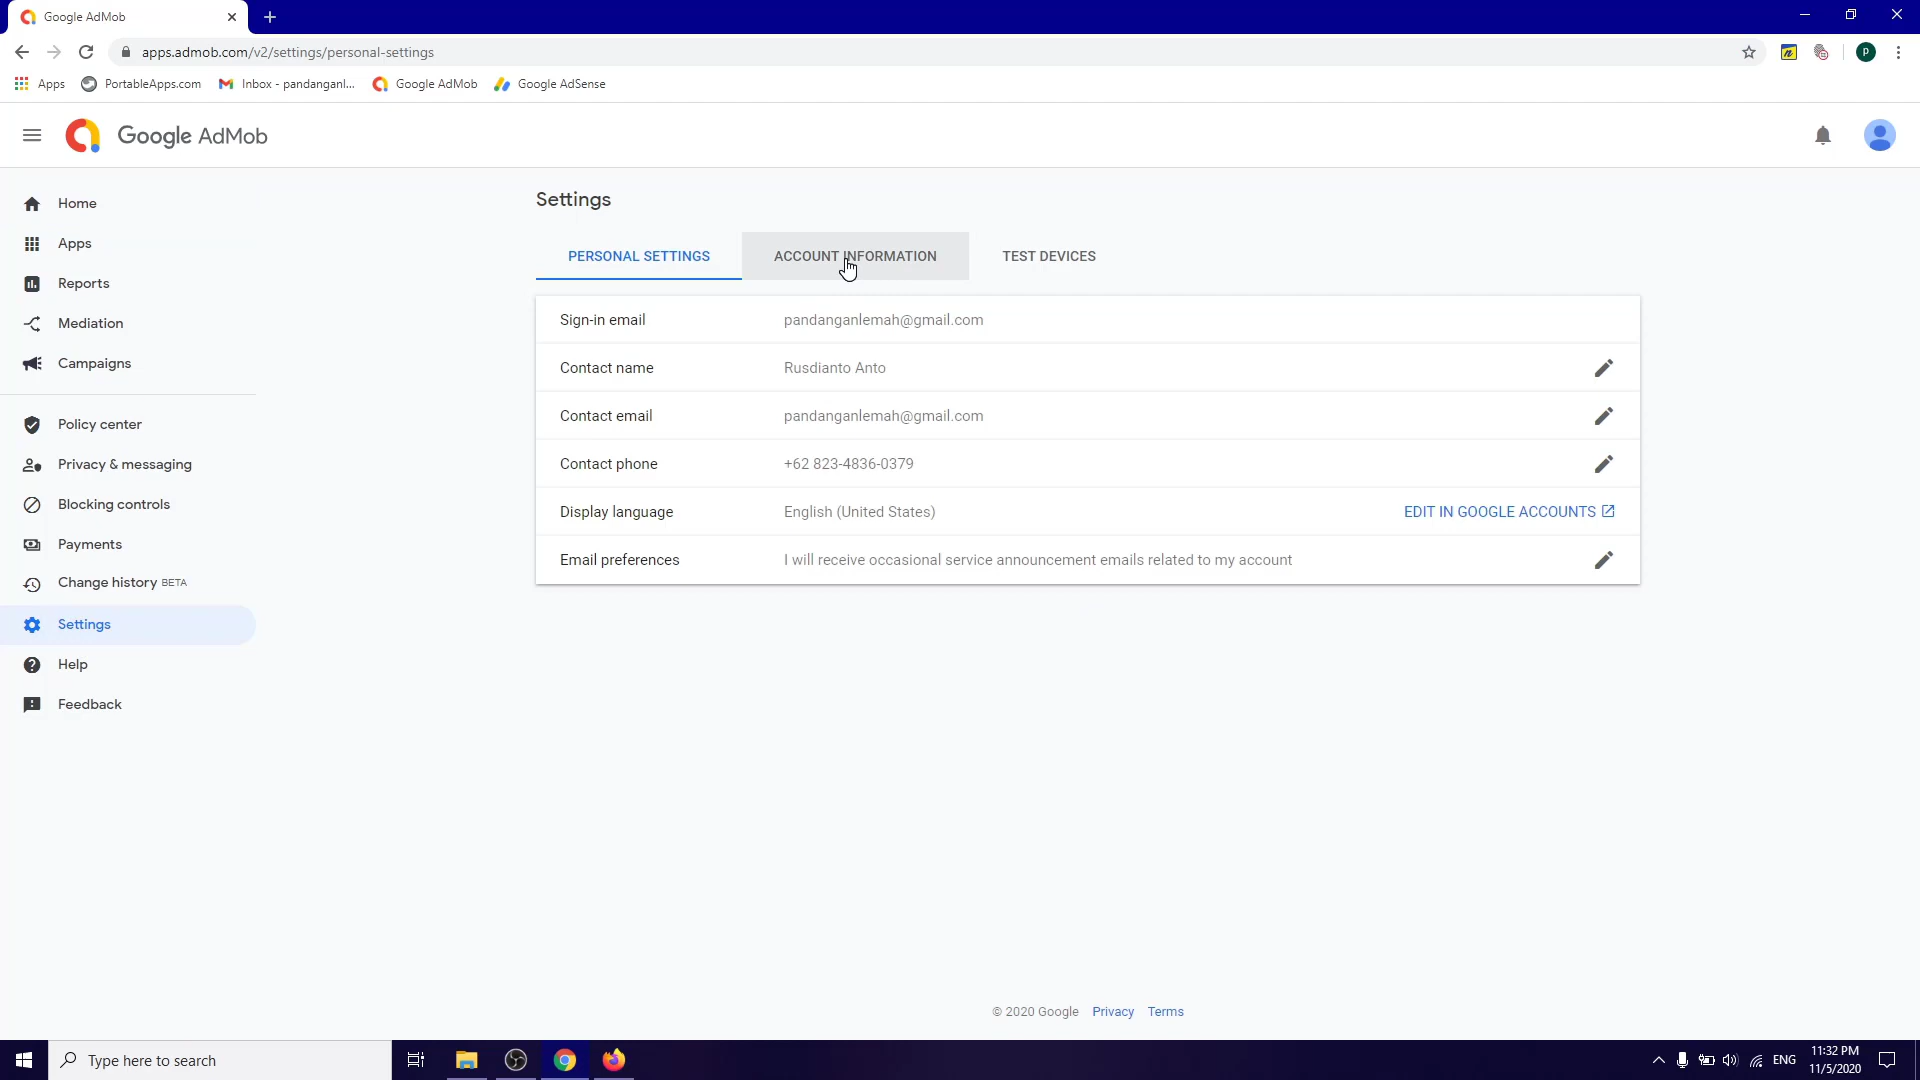 Google AdMob
apps.admob.com/v2/settings/personal-settings
P
Apps
PortableApps.com
Inbox - pandanganl...
Google AdMob
Google AdSense
Google AdMob
Home
Apps
Reports
Mediation
Campaigns
Policy center
Privacy & messaging
Blocking controls
Payments
Change history BETA
Settings
Help
Feedback
Settings
PERSONAL SETTINGS
ACCOUNT INFORMATION
TEST DEVICES
Sign-in email pandanganlemah@gmail.com
Contact name Rusdianto Anto
Contact email pandanganlemah@gmail.com
Contact phone +62 823-4836-0379
Display language English (United States) EDIT IN GOOGLE ACCOUNTS
Email preferences I will receive occasional service announcement emails related to my account
© 2020 Google Privacy Terms
Type here to search
ENG
11:32 PM
11/5/2020